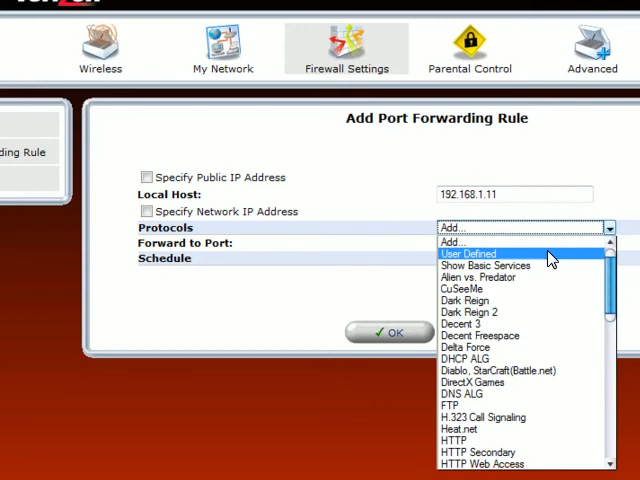 Wireless
My Network
Firewall Settings
Parental Control
Advanced
ding Rule
Add Port Forwarding Rule
Specify Public IP Address
Local Host:
192.168.1.11
Specify Network IP Address
Protocols
Add...
Forward to Port:
Schedule
✓ OK
Add...
User Defined
Show Basic Services
Alien vs. Predator
CuSeeMe
Dark Reign
Dark Reign 2
Decent 3
Decent Freespace
Delta Force
DHCP ALG
Diablo, StarCraft(Battle.net)
DirectX Games
DNS ALG
FTP
H.323 Call Signaling
Heat.net
HTTP
HTTP Secondary
HTTP Web Access